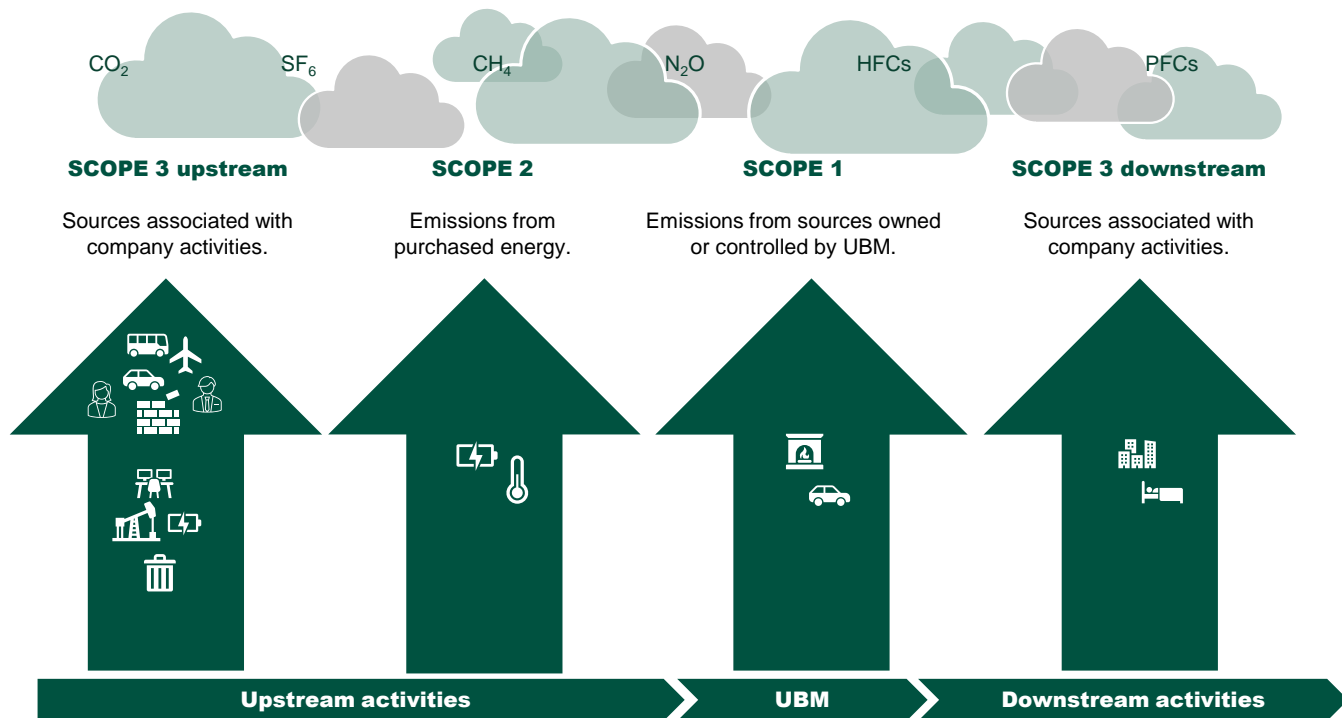 CO₂
SF₆
CH₄
N₂O
HFCs
PFCs
SCOPE 3 upstream
SCOPE 2
SCOPE 1
SCOPE 3 downstream
Sources associated with
company activities.
Emissions from
purchased energy.
Emissions from sources owned
or controlled by UBM.
Sources associated with
company activities.
Upstream activities
UBM
Downstream activities